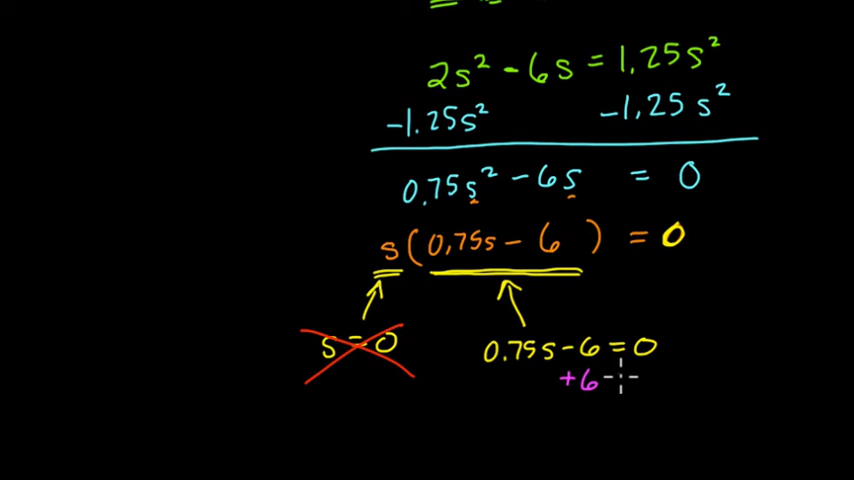 2s² - 6s = 1.25s²
-1.25s² -1.25s²
0.75s² - 6s = 0
s(0.75s - 6) = 0
s = 0 0.75s - 6 = 0
+6